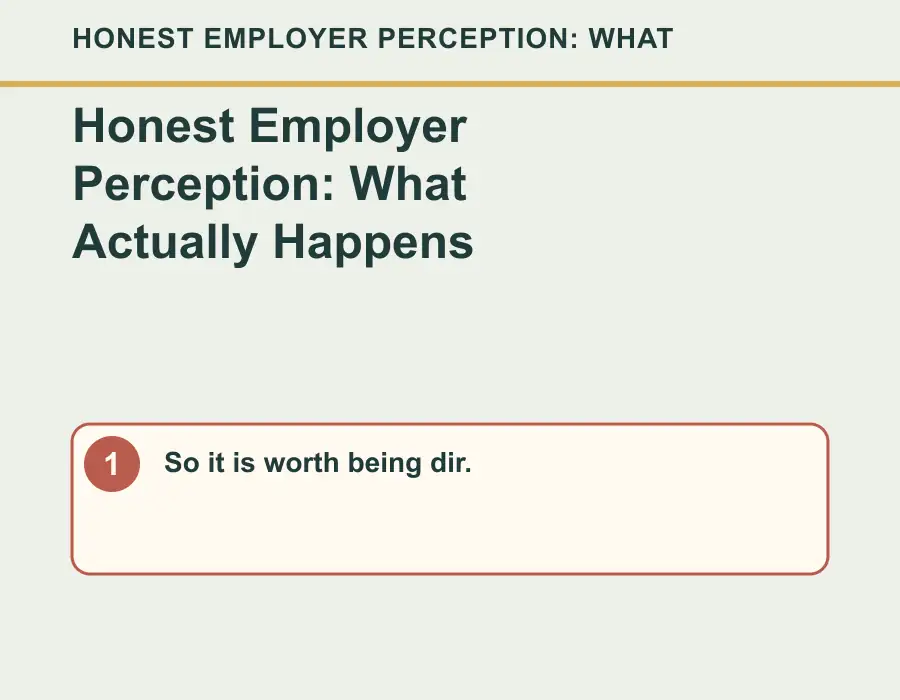 HONEST EMPLOYER PERCEPTION: WHAT
Honest Employer
Perception: What
Actually Happens
1
So it is worth being dir.